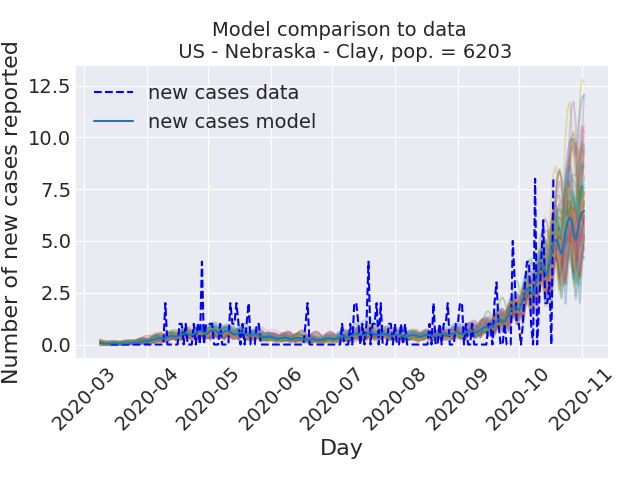 Model comparison to data
US - Nebraska - Clay, pop. = 6203
Number of new cases reported
12.5
10.0
7.5
5.0
2.5
0.0
new cases data
new cases model
2020-03
2020-04
2020-05
2020-06
2020-07
2020-08
2020-09
2020-10
2020-11
Day